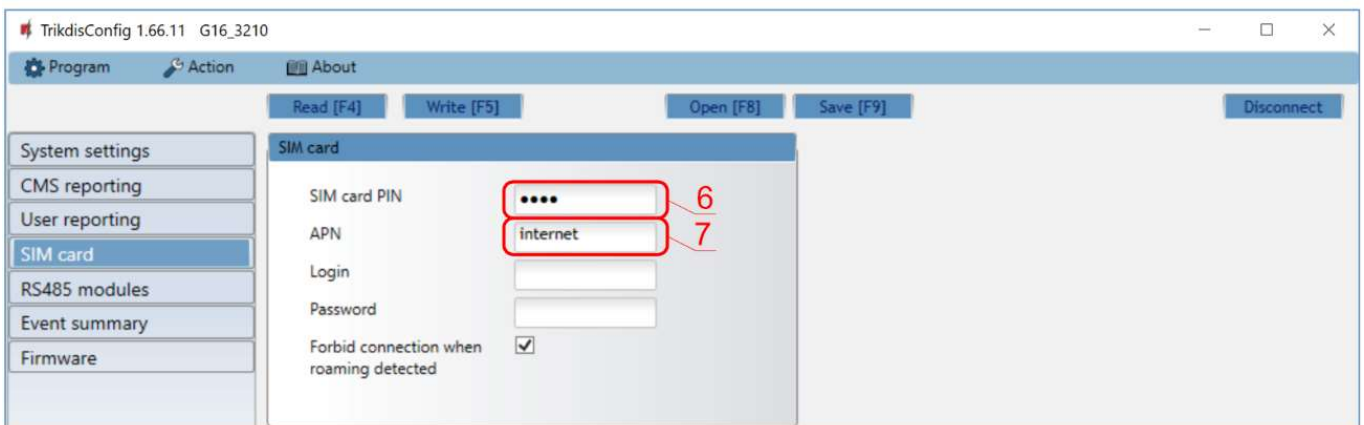 TrikdisConfig 1.66.11 G16_3210
Program Action About
Read [F4] Write [F5] Open [F8] Save [F9] Disconnect
System settings
CMS reporting
User reporting
SIM card
RS485 modules
Event summary
Firmware
SIM card
SIM card PIN •••• 6
APN internet 7
Login
Password
Forbid connection when
roaming detected